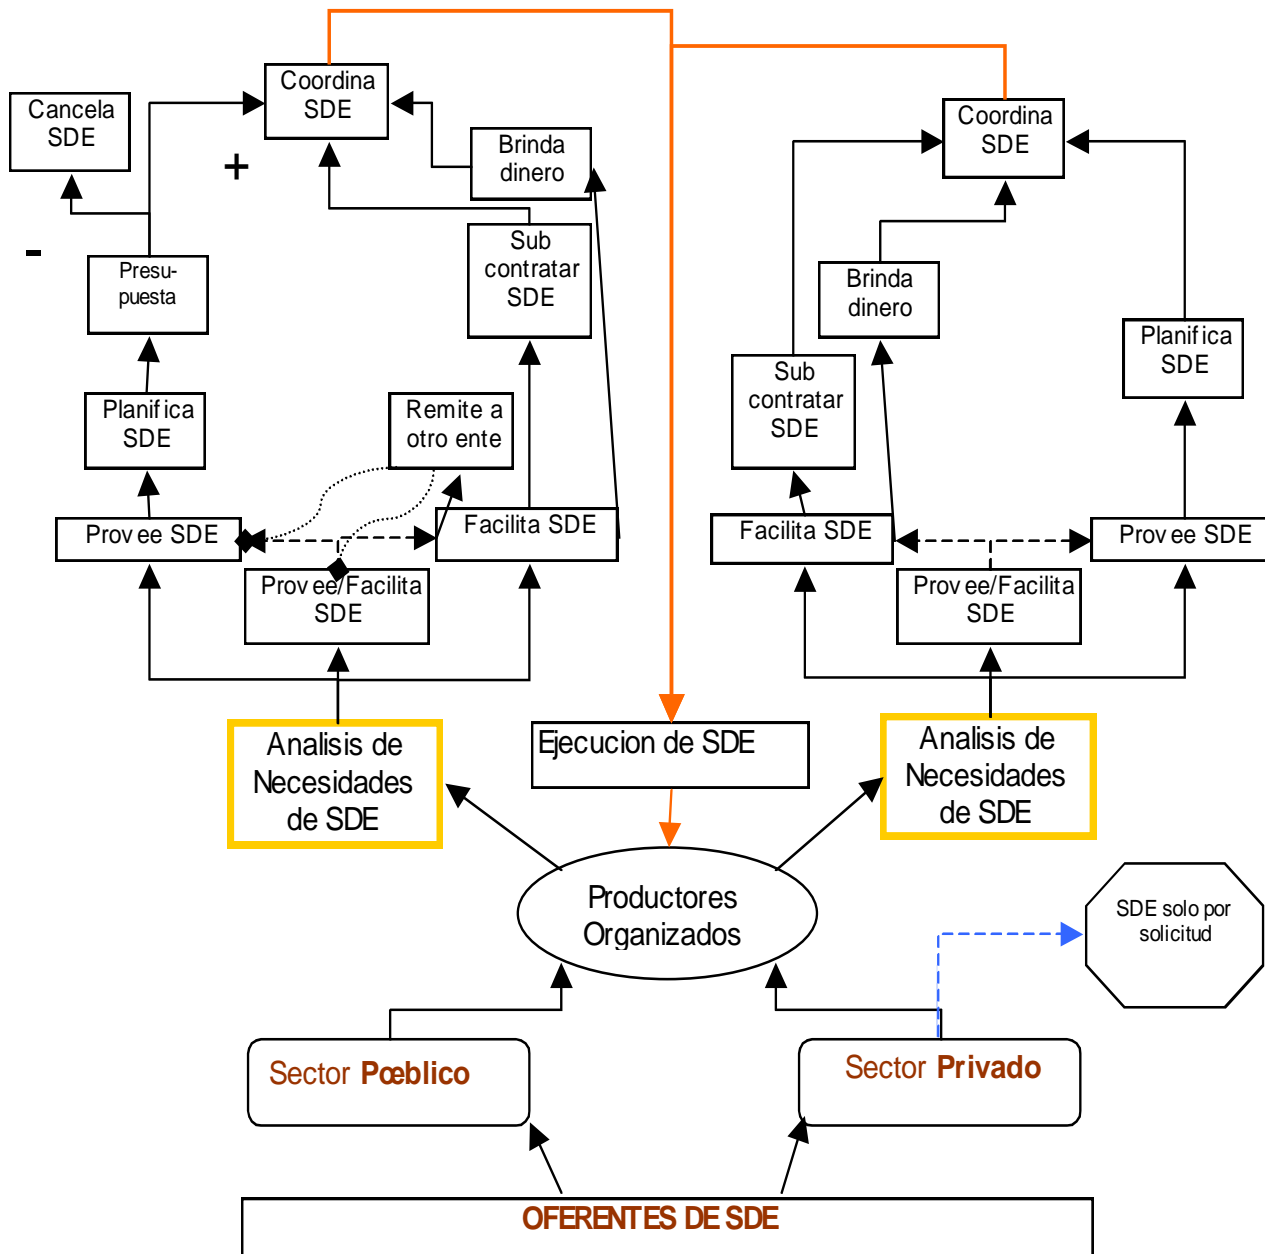 Coordina
SDE
Cancela
SDE
Brinda
dinero
Coordina
SDE
+
-
Presu-
puesta
Sub
contratar
SDE
Brinda
dinero
Planifica
SDE
Planifica
SDE
Remite a
otro ente
Sub
contratar
SDE
Provee SDE
Facilita SDE
Facilita SDE
Provee SDE
Provee/Facilita
SDE
Provee/Facilita
SDE
Analisis de
Necesidades
de SDE
Ejecucion de SDE
Analisis de
Necesidades
de SDE
Productores
Organizados
SDE solo por
solicitud
Sector Pœblico
Sector Privado
OFERENTES DE SDE